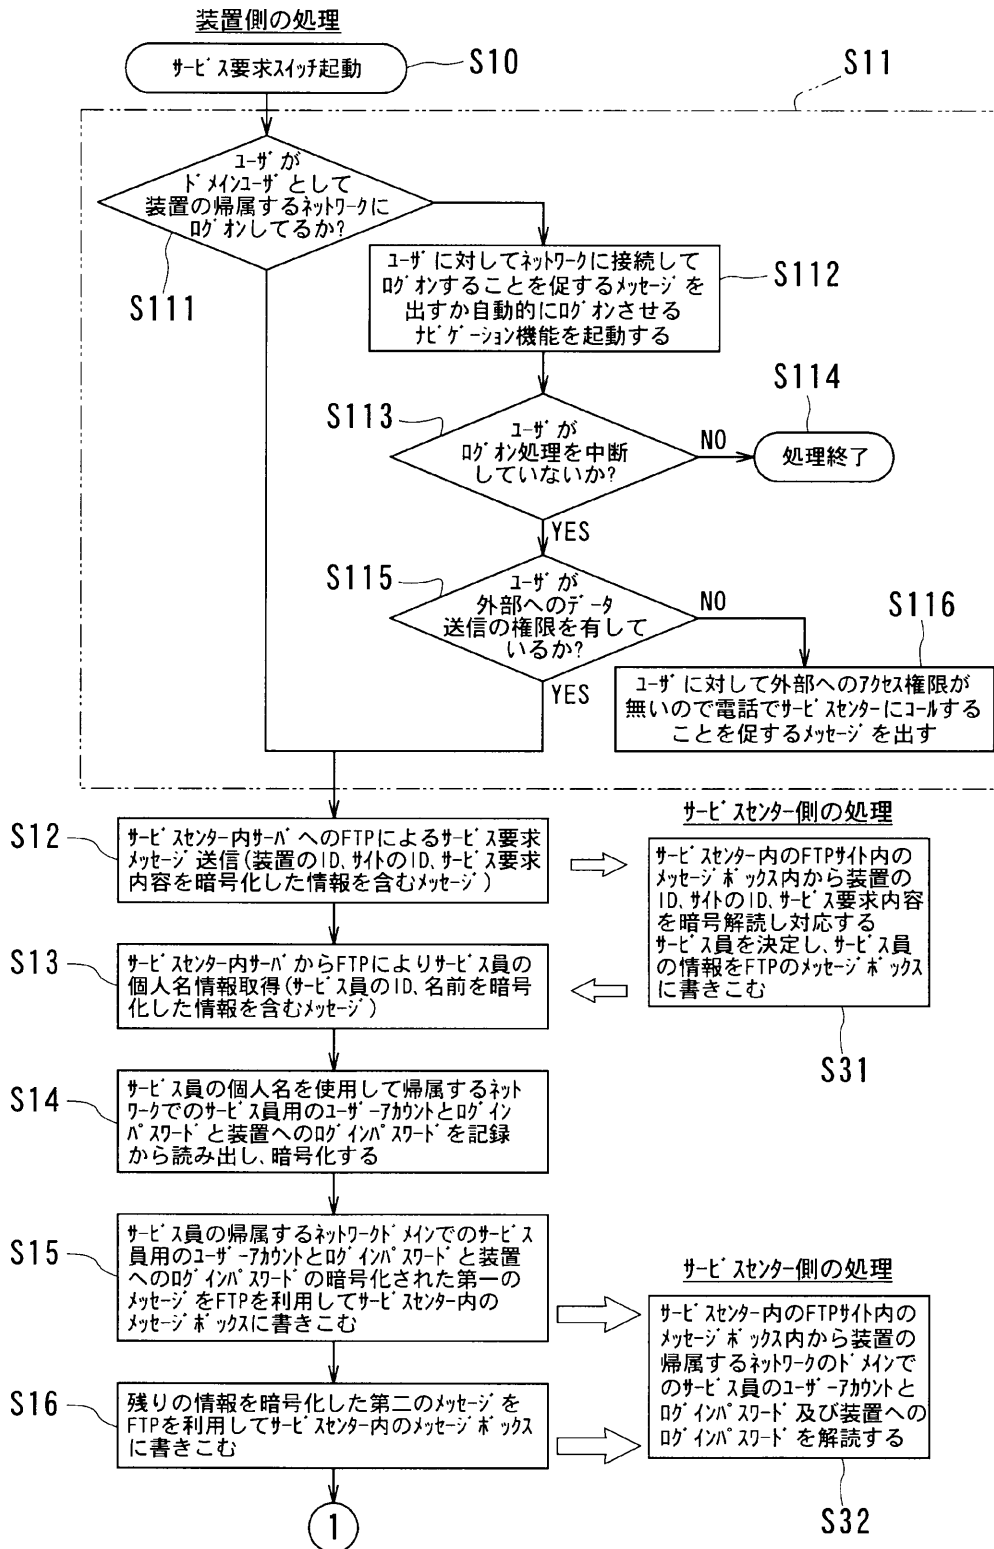 装置側の処理
サービス要求スイッチ起動
S10
S11
ユーザが
ドメインユーザとして
装置の帰属するネットワークに
ログオンしてるか?
S111
ユーザに対してネットワークに接続して
ログオンすることを促するメッセージを
出すか自動的にログオンさせる
ナビゲーション機能を起動する
S112
S113
ユーザが
ログオン処理を中断
していないか?
NO
S114
処理終了
YES
S115
ユーザが
外部へのデータ
送信の権限を有して
いるか?
NO
S116
YES
ユーザに対して外部へのアクセス権限が
無いので電話でサービスセンターにコールする
ことを促するメッセージを出す
S12
サービスセンター内サーバへのFTPによるサービス要求
メッセージ送信(装置のID、サイトのID、サービス要求
内容を暗号化した情報を含むメッセージ)
サービスセンター側の処理
サービスセンター内のFTPサイト内の
メッセージボックス内から装置の
ID、サイトのID、サービス要求内容
を暗号解読し対応する
サービス員を決定し、サービス員
の情報をFTPのメッセージボックス
に書きこむ
S31
S13
サービスセンター内サーバからFTPによりサービス員の
個人名情報取得(サービス員のID、名前を暗号
化した情報を含むメッセージ)
S14
サービス員の個人名を使用して帰属するネット
ワークでのサービス員用のユーザーアカウントとログイン
パスワードと装置へのログインパスワードを記録
から読み出し、暗号化する
S15
サービス員の帰属するネットワークドメインでのサービス
員用のユーザーアカウントとログインパスワードと装置
へのログインパスワードの暗号化された第一の
メッセージをFTPを利用してサービスセンター内の
メッセージボックスに書きこむ
サービスセンター側の処理
サービスセンター内のFTPサイト内の
メッセージボックス内から装置の
帰属するネットワークのドメインで
のサービス員のユーザーアカウントと
ログインパスワード及び装置への
ログインパスワードを解読する
S32
S16
残りの情報を暗号化した第二のメッセージを
FTPを利用してサービスセンター内のメッセージボックス
に書きこむ
1